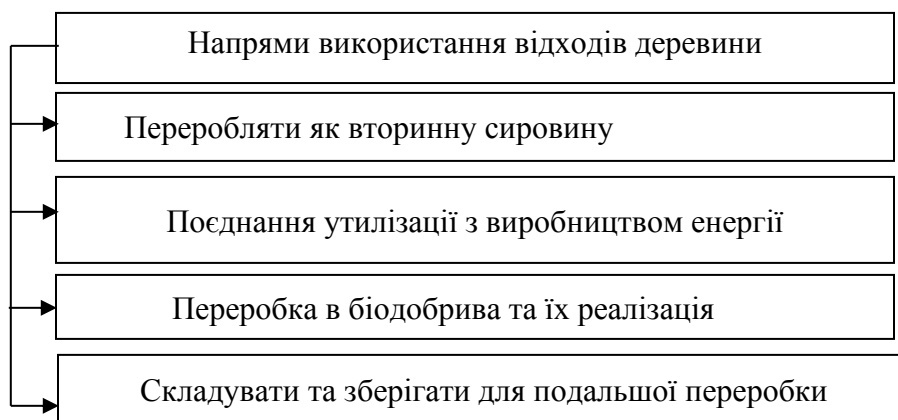 Напрями використання відходів деревини
Переробляти як вторинну сировину
Поєднання утилізації з виробництвом енергії
Переробка в біодобрива та їх реалізація
Складувати та зберігати для подальшої переробки